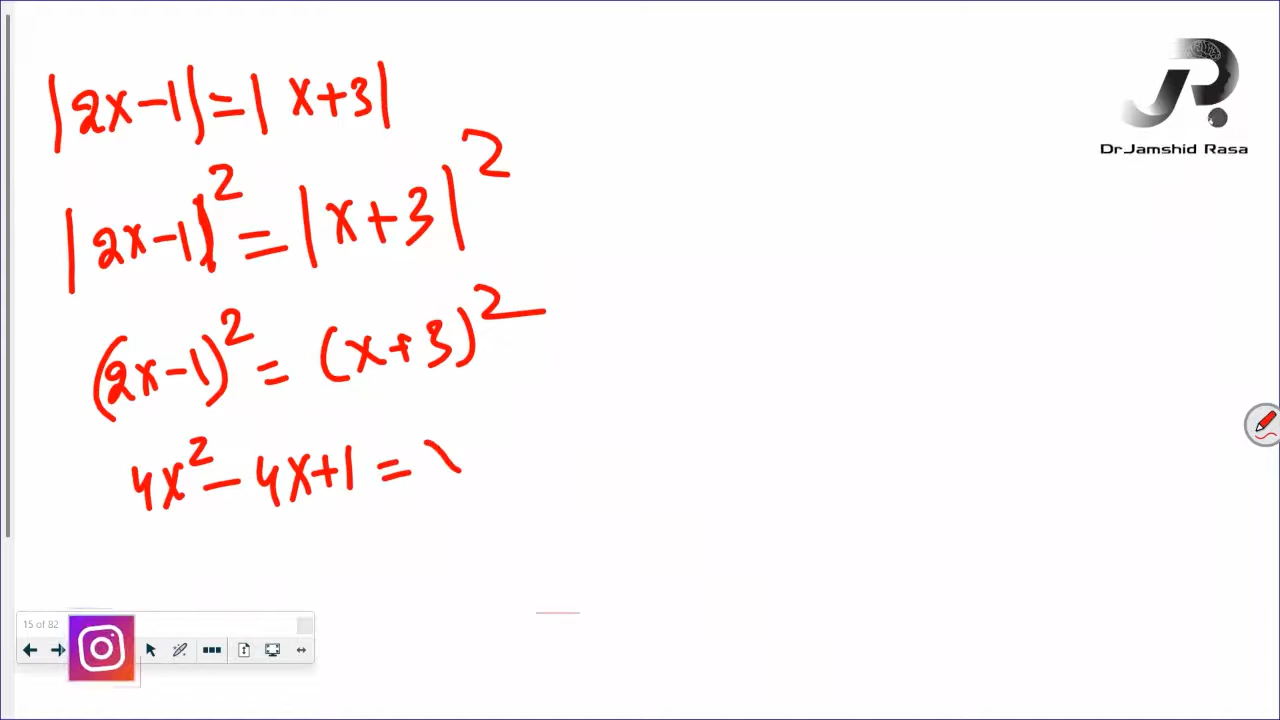 |2x-1|=|x+3|
|2x-1|² = |x+3|²
(2x-1)² = (x+3)²
4x² - 4x+1 =
DrJamshid Rasa
15 of 82